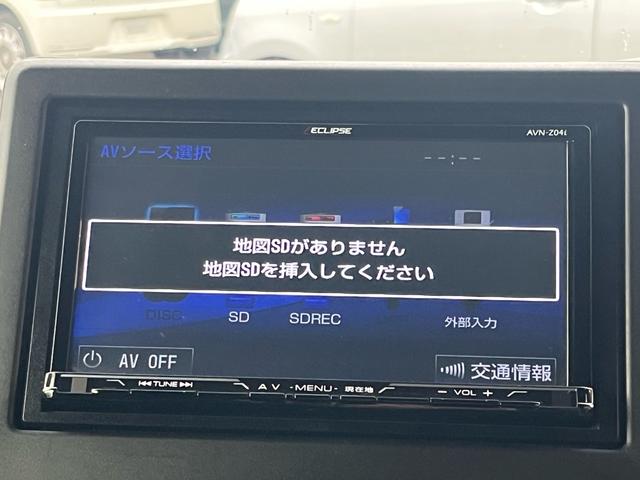 ECLIPSE
AVN-Z04i
AVソース選択
--:--
地図SDがありません
地図SDを挿入してください
DISC
SD
SDREC
外部入力
AV OFF
交通情報
TUNE
AV
-MENU-
現在地
− VOL +